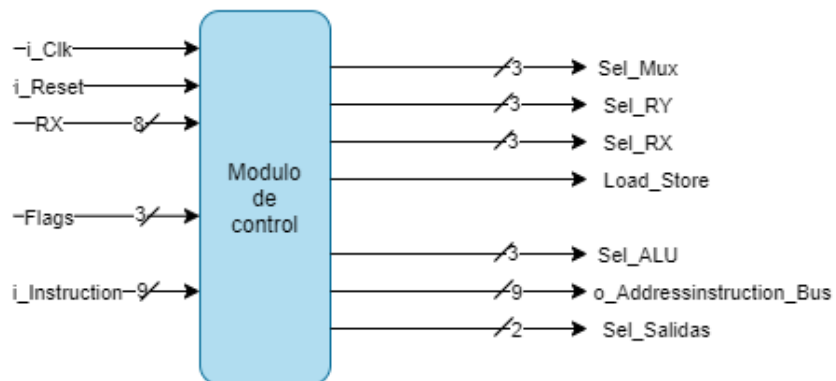 i_Clk
i_Reset
RX 8
Flags 3
i_Instruction 9
Modulo
de
control
3 Sel_Mux
3 Sel_RY
3 Sel_RX
Load_Store
3 Sel_ALU
9 o_Addressinstruction_Bus
2 Sel_Salidas